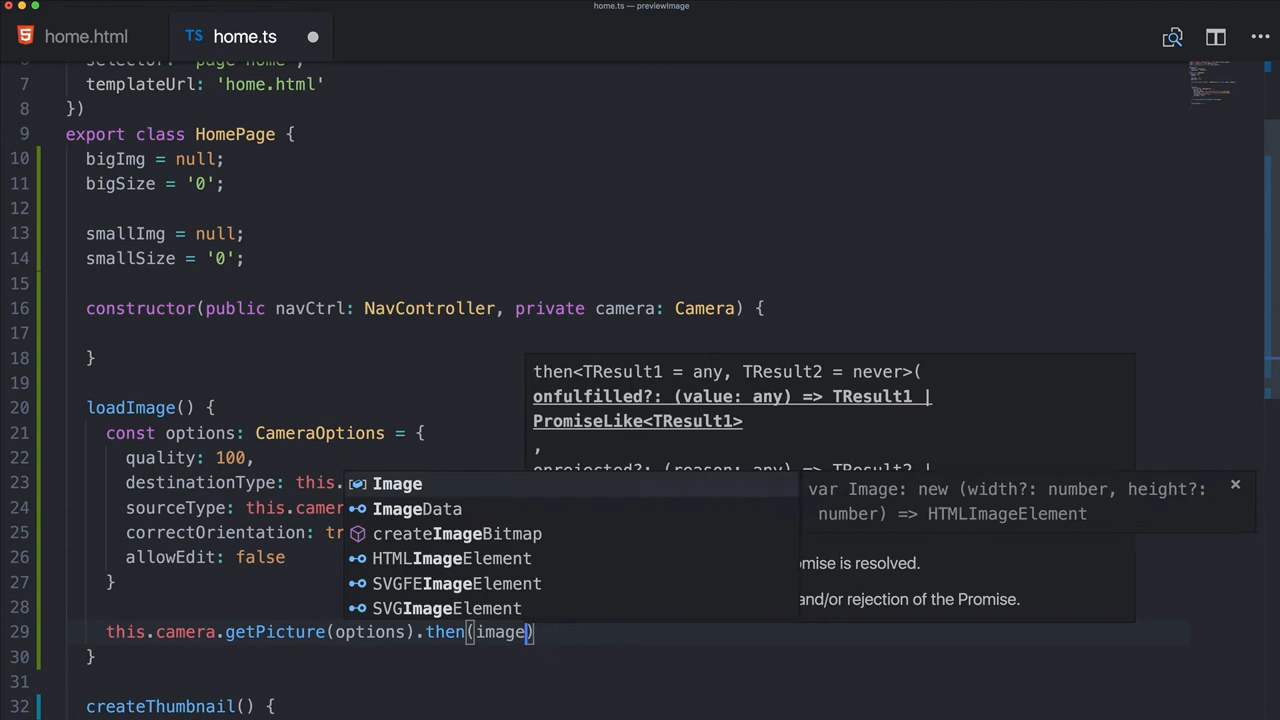 home.ts — previewImage
home.html
TS home.ts
7 templateUrl: 'home.html'
8 })
9 export class HomePage {
10 bigImg = null;
11 bigSize = '0';
12
13 smallImg = null;
14 smallSize = '0';
15
16 constructor(public navCtrl: NavController, private camera: Camera) {
17
18 }
19
20 loadImage() {
21 const options: CameraOptions = {
22 quality: 100,
23 destinationType: this.
24 sourceType: this.camer
25 correctOrientation: tr
26 allowEdit: false
27 }
28
29 this.camera.getPicture(options).then(image)
30 }
31
32 createThumbnail() {
then<TResult1 = any, TResult2 = never>(
onfulfilled?: (value: any) => TResult1 |
PromiseLike<TResult1>
,
onrejected?: (reason: any) => TResult2 |
Image
ImageData
createImageBitmap
HTMLImageElement
SVGFEImageElement
SVGImageElement
var Image: new (width?: number, height?:
number) => HTMLImageElement
omise is resolved.
and/or rejection of the Promise.